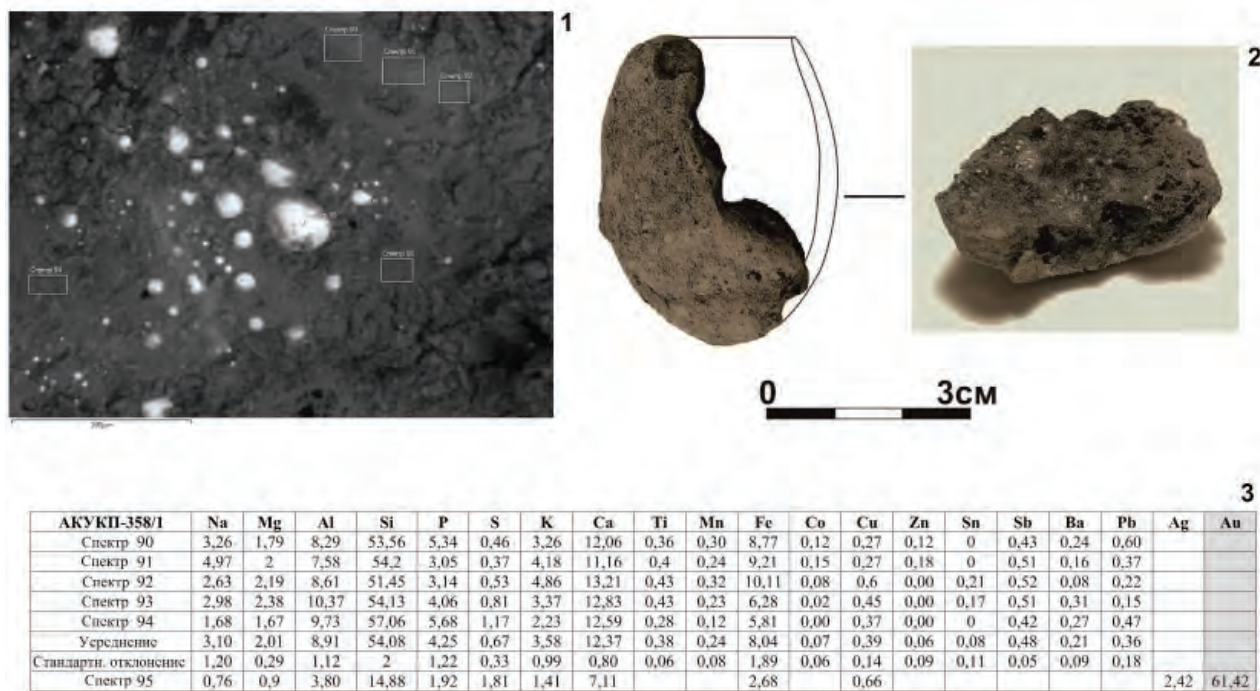 1
2
Спектр 90
Спектр 91
Спектр 92
Спектр 94
0 3см
3
АКУКП-358/1 Na Mg Al Si P S K Ca Ti Mn Fe Co Cu Zn Sn Sb Ba Pb Ag Au
Спектр 90 3,26 1,79 8,29 53,56 5,34 0,46 3,26 12,06 0,36 0,30 8,77 0,12 0,27 0,12 0 0,43 0,24 0,60
Спектр 91 4,97 2 7,58 54,2 3,05 0,37 4,18 11,16 0,4 0,24 9,21 0,15 0,27 0,18 0 0,51 0,16 0,37
Спектр 92 2,63 2,19 8,61 51,45 3,14 0,53 4,86 13,21 0,43 0,32 10,11 0,08 0,6 0,00 0,21 0,52 0,08 0,22
Спектр 93 2,98 2,38 10,37 54,13 4,06 0,81 3,37 12,83 0,43 0,23 6,28 0,02 0,45 0,00 0,17 0,51 0,31 0,15
Спектр 94 1,68 1,67 9,73 57,06 5,68 1,17 2,23 12,59 0,28 0,12 5,81 0,00 0,37 0,00 0 0,42 0,27 0,47
Усреднение 3,10 2,01 8,91 54,08 4,25 0,67 3,58 12,37 0,38 0,24 8,04 0,07 0,39 0,06 0,08 0,48 0,21 0,36
Стандартн. отклонение 1,20 0,29 1,12 2 1,22 0,33 0,99 0,80 0,06 0,08 1,89 0,06 0,14 0,09 0,11 0,05 0,09 0,18
Спектр 95 0,76 0,9 3,80 14,88 1,92 1,81 1,41 7,11 2,68 0,66 2,42 61,42